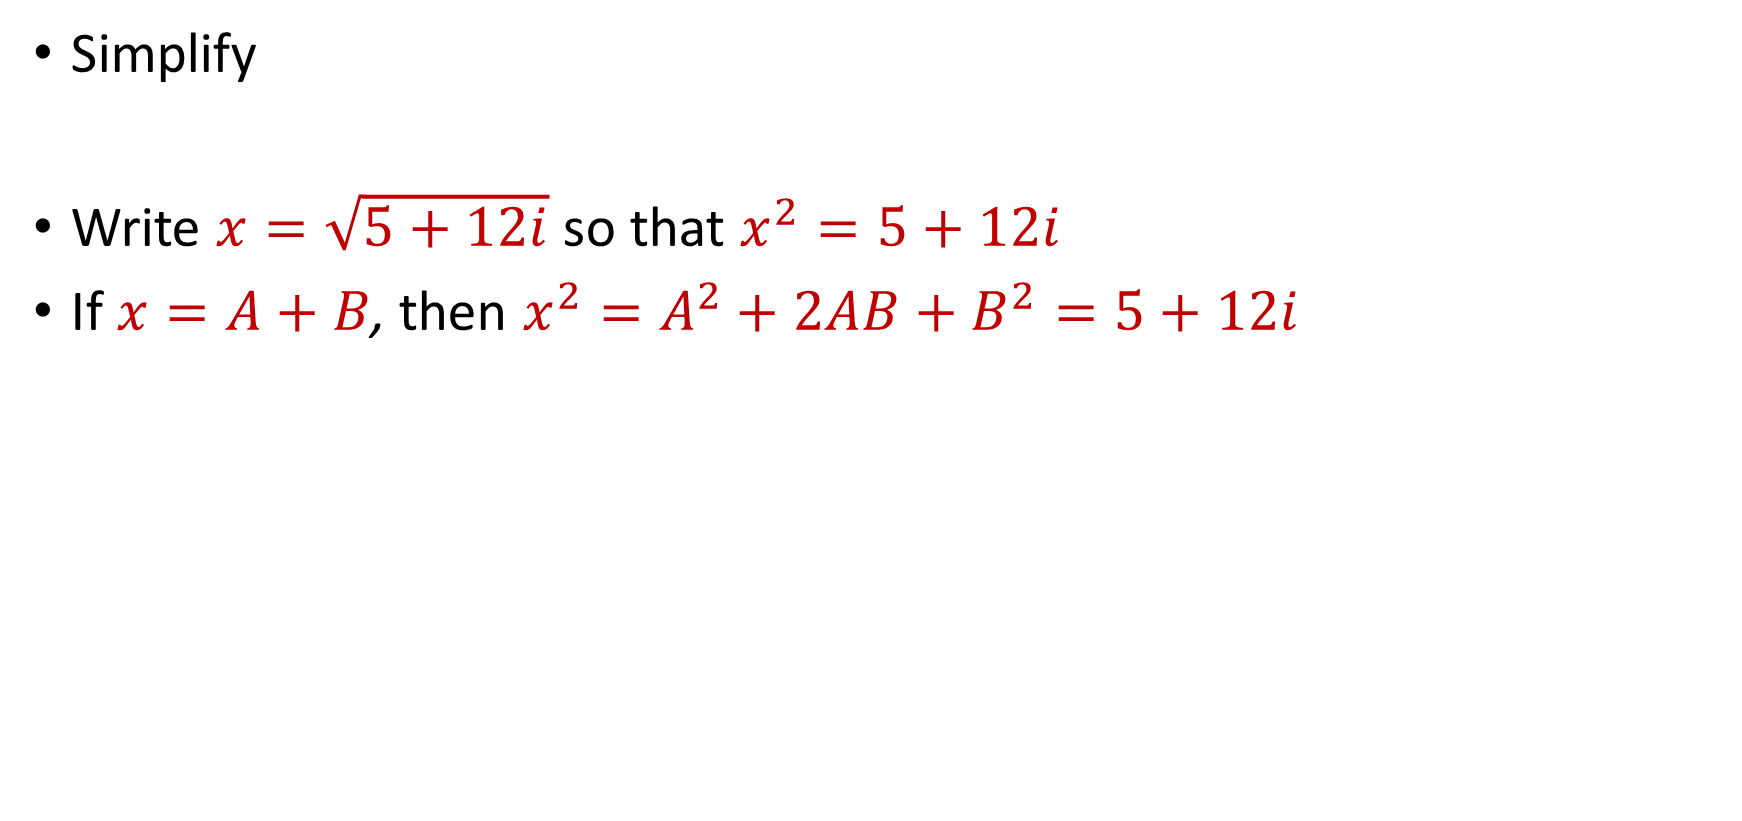 • Simplify
• Write x = √5 + 12i so that x² = 5 + 12i
• If x = A + B, then x² = A² + 2AB + B² = 5 + 12i